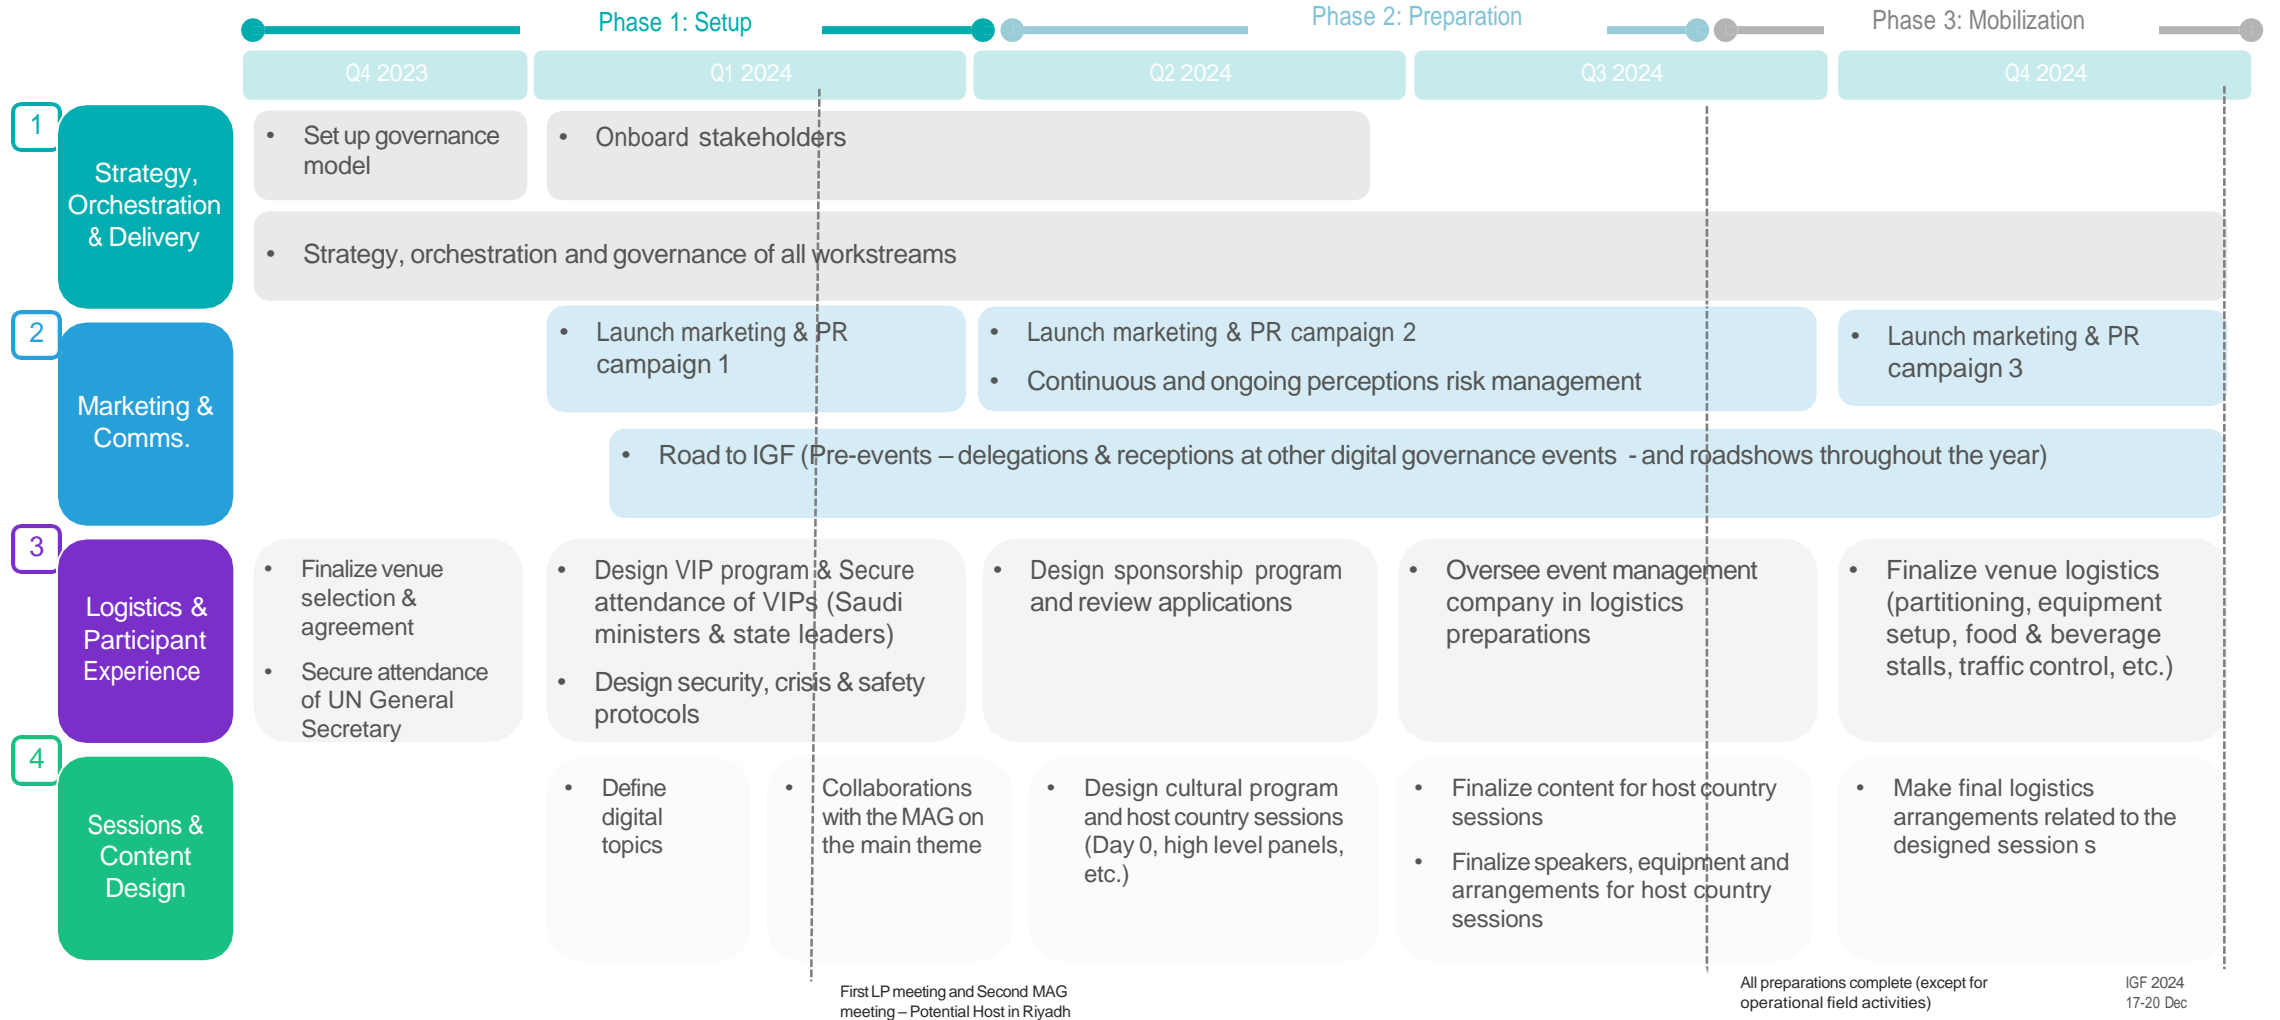 Phase 1: Setup
Phase 2: Preparation
Phase 3: Mobilization
Q4 2023
Q1 2024
Q2 2024
Q3 2024
Q4 2024
1
Strategy,
Orchestration
& Delivery
• Set up governance
model
• Onboard stakeholders
• Strategy, orchestration and governance of all workstreams
2
Marketing &
Comms.
• Launch marketing & PR
campaign 1
• Launch marketing & PR campaign 2
• Continuous and ongoing perceptions risk management
• Launch marketing & PR
campaign 3
• Road to IGF (Pre-events – delegations & receptions at other digital governance events - and roadshows throughout the year)
3
Logistics &
Participant
Experience
• Finalize venue
selection &
agreement
• Secure attendance
of UN General
Secretary
• Design VIP program & Secure
attendance of VIPs (Saudi
ministers & state leaders)
• Design security, crisis & safety
protocols
• Design sponsorship program
and review applications
• Oversee event management
company in logistics
preparations
• Finalize venue logistics
(partitioning, equipment
setup, food & beverage
stalls, traffic control, etc.)
4
Sessions &
Content
Design
• Define
digital
topics
• Collaborations
with the MAG on
the main theme
• Design cultural program
and host country sessions
(Day 0, high level panels,
etc.)
• Finalize content for host country
sessions
• Finalize speakers, equipment and
arrangements for host country
sessions
• Make final logistics
arrangements related to the
designed session s
First LP meeting and Second MAG
meeting – Potential Host in Riyadh
All preparations complete (except for
operational field activities)
IGF 2024
17-20 Dec